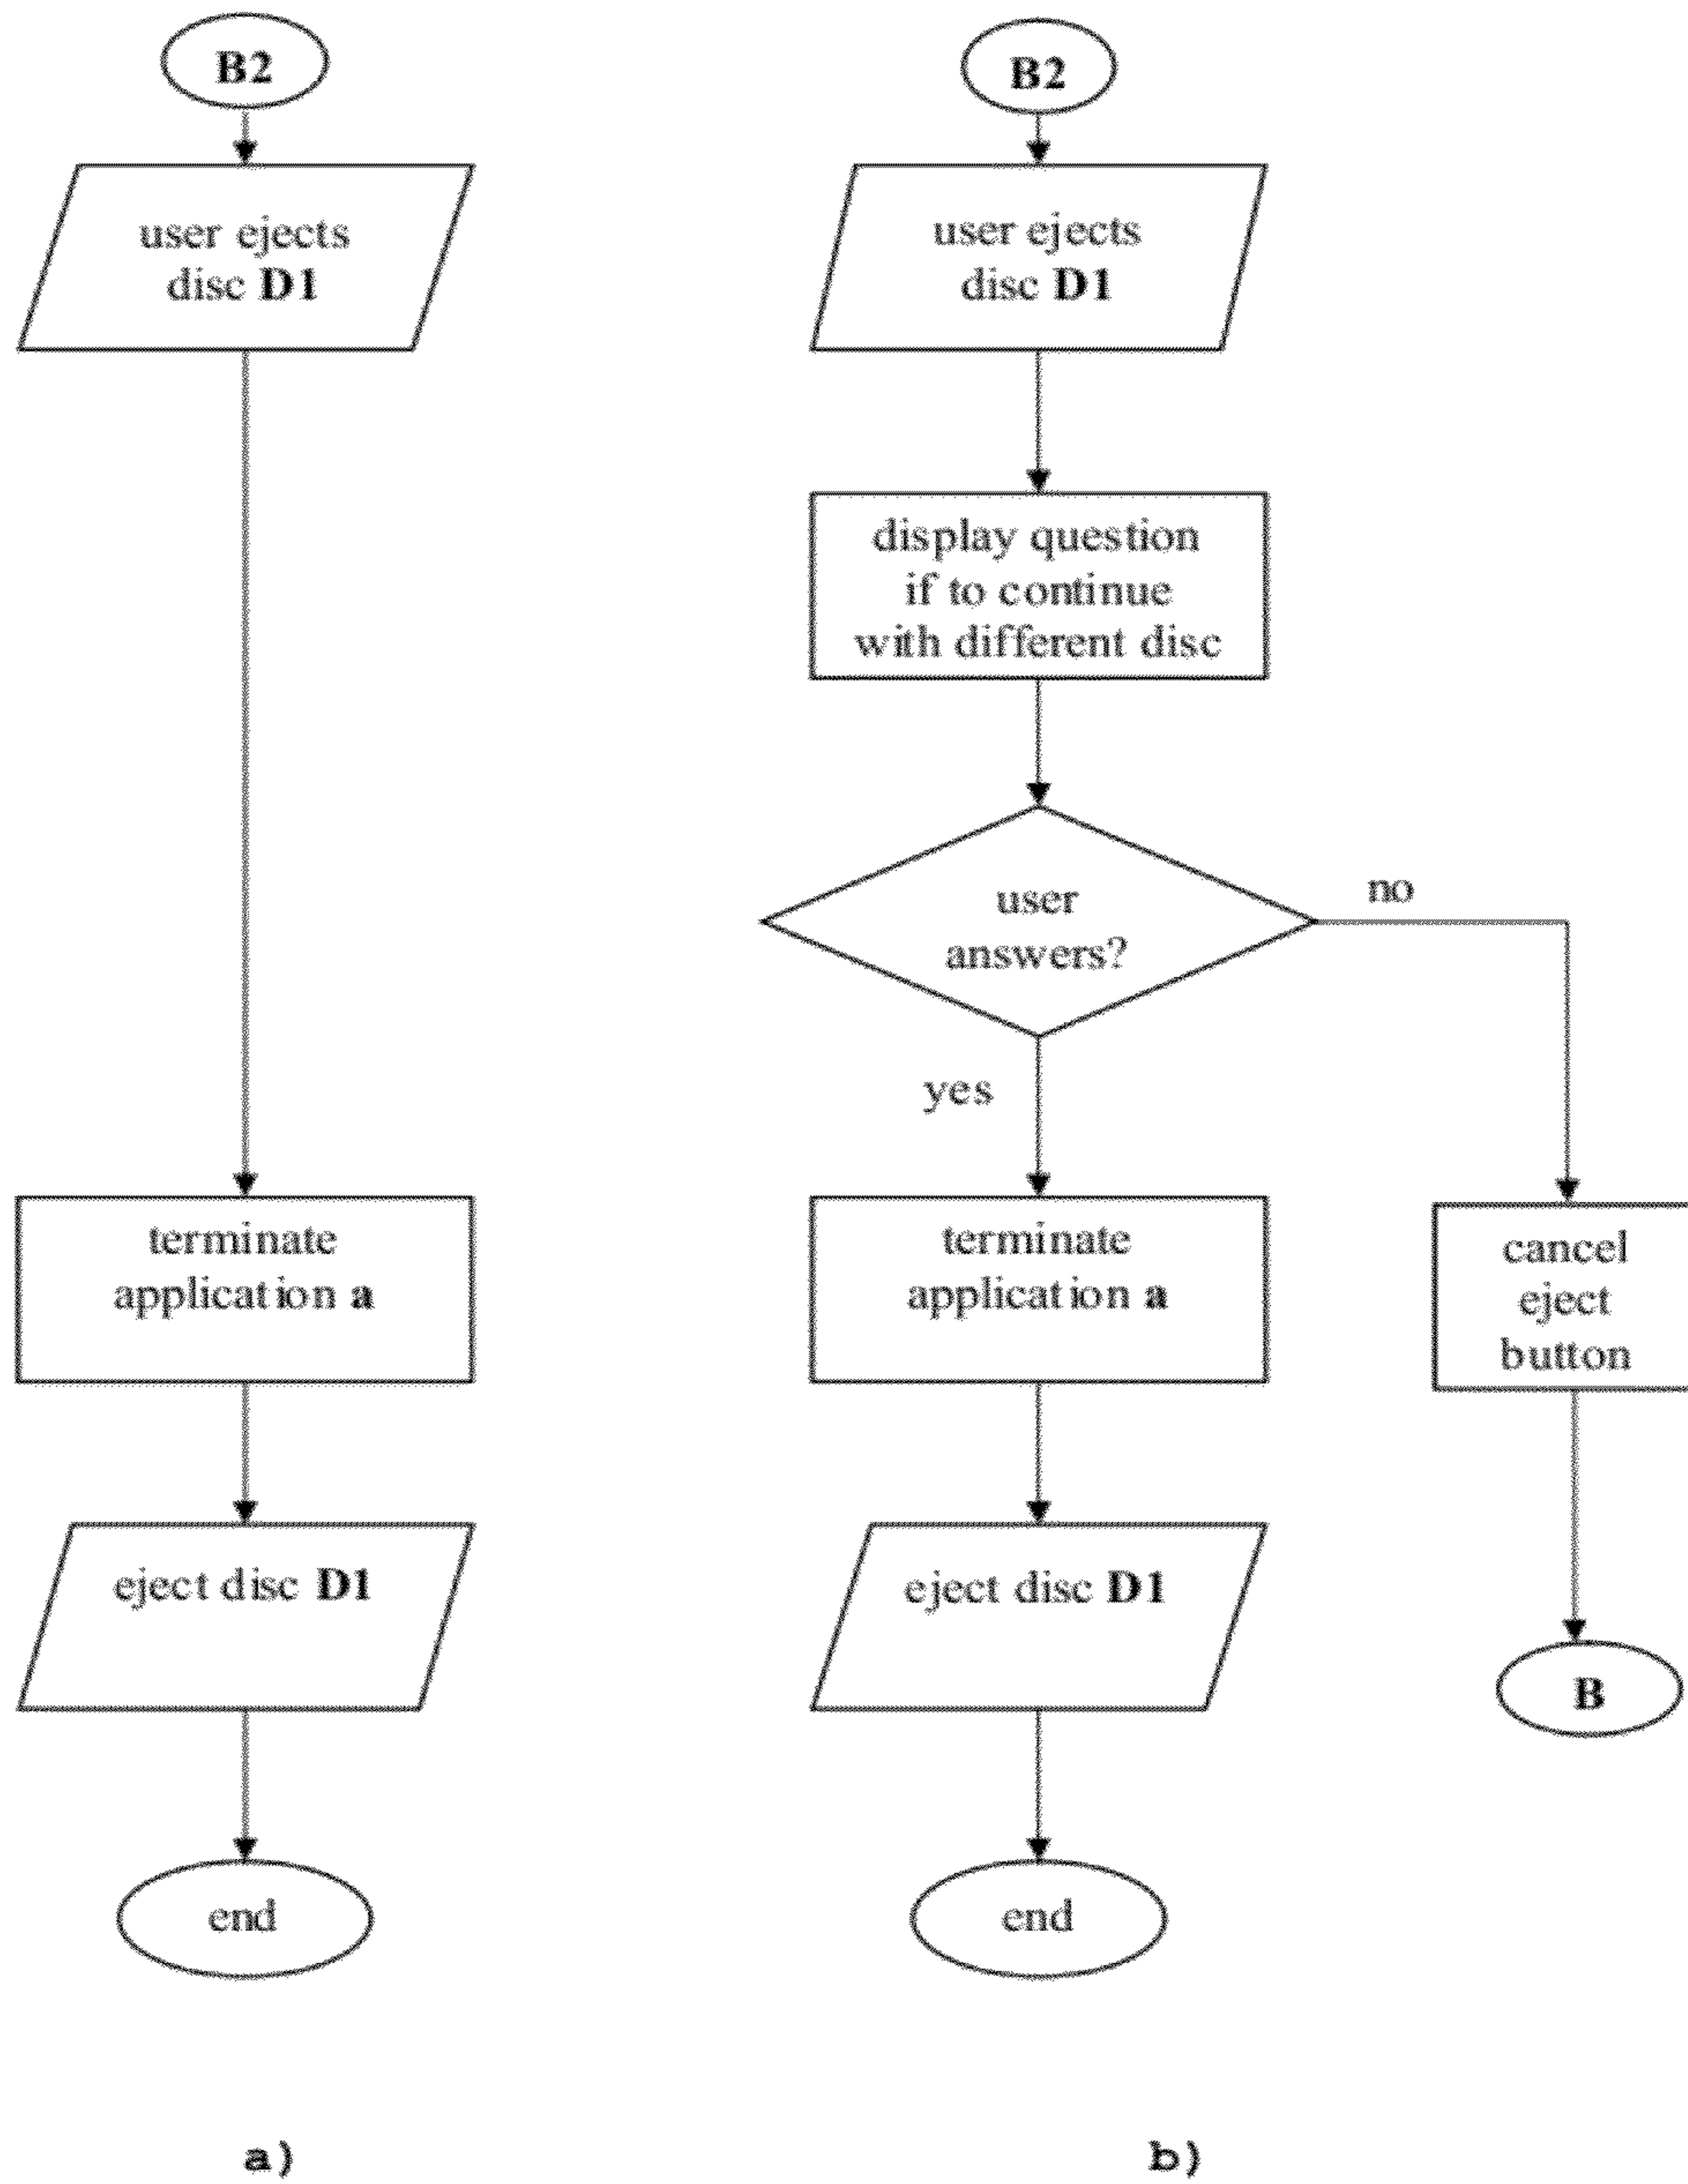 B2
user ejects
disc D1
terminate
application a
eject disc D1
end
a)
B2
user ejects
disc D1
display question
if to continue
with different disc
user
answers?
no
yes
terminate
application a
cancel
eject
button
eject disc D1
B
end
b)